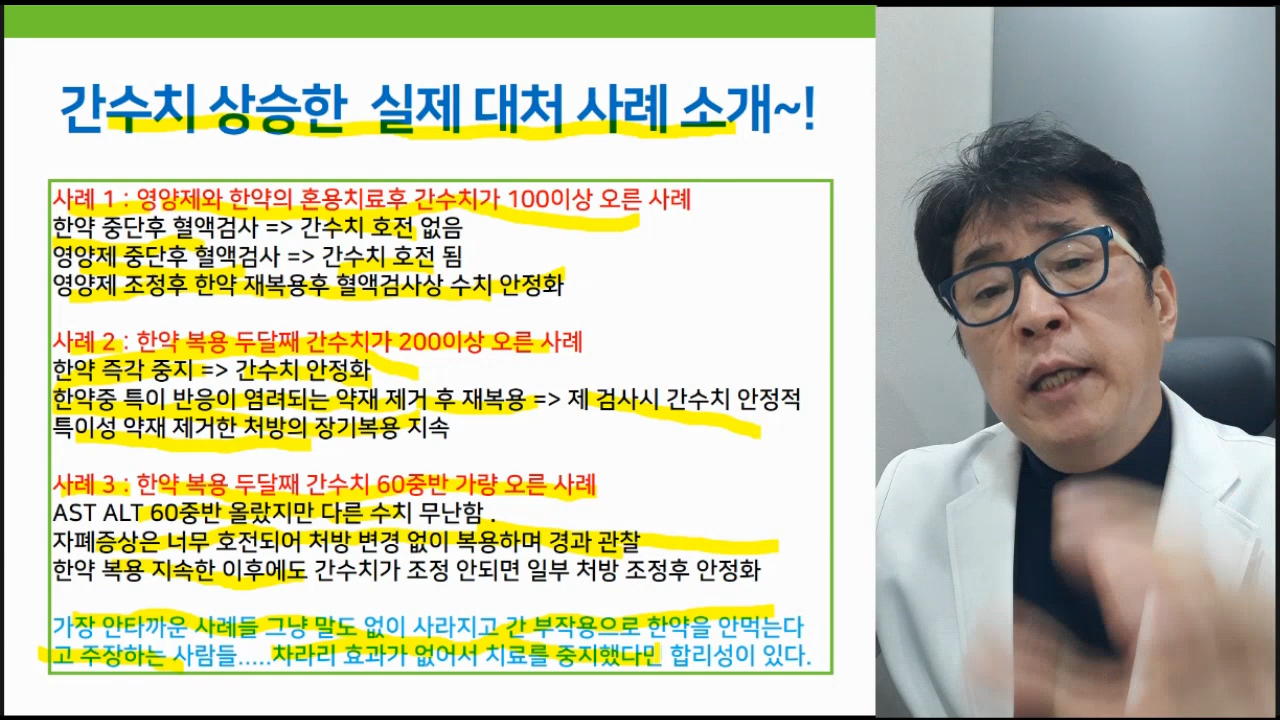 간수치 상승한 실제 대처 사례 소개~!
사례 1 : 영양제와 한약의 혼용치료후 간수치가 100이상 오른 사례
한약 중단후 혈액검사 => 간수치 호전 없음
영양제 중단후 혈액검사 => 간수치 호전 됨
영양제 조정후 한약 재복용후 혈액검사상 수치 안정화
사례 2 : 한약 복용 두달째 간수치가 200이상 오른 사례
한약 즉각 중지 => 간수치 안정화
한약중 특이 반응이 염려되는 약재 제거 후 재복용 => 제 검사시 간수치 안정적
특이성 약재 제거한 처방의 장기복용 지속
사례 3 : 한약 복용 두달째 간수치 60중반 가량 오른 사례
AST ALT 60중반 올랐지만 다른 수치 무난함 .
자폐증상은 너무 호전되어 처방 변경 없이 복용하며 경과 관찰
한약 복용 지속한 이후에도 간수치가 조정 안되면 일부 처방 조정후 안정화
가장 안타까운 사례들 그냥 말도 없이 사라지고 간 부작용으로 한약을 안먹는다
고 주장하는 사람들.....차라리 효과가 없어서 치료를 중지했다면 합리성이 있다.